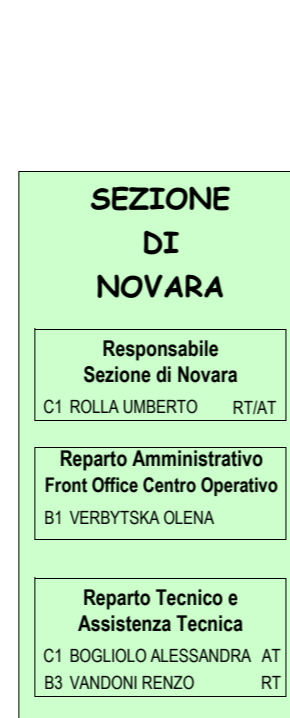 SEZIONE
DI
NOVARA
Responsabile
Sezione di Novara
C1 ROLLA UMBERTO RT/AT
Reparto Amministrativo
Front Office Centro Operativo
B1 VERBYTSKA OLENA
Reparto Tecnico e
Assistenza Tecnica
C1 BOGLIOLO ALESSANDRA AT
B3 VANDONI RENZO RT